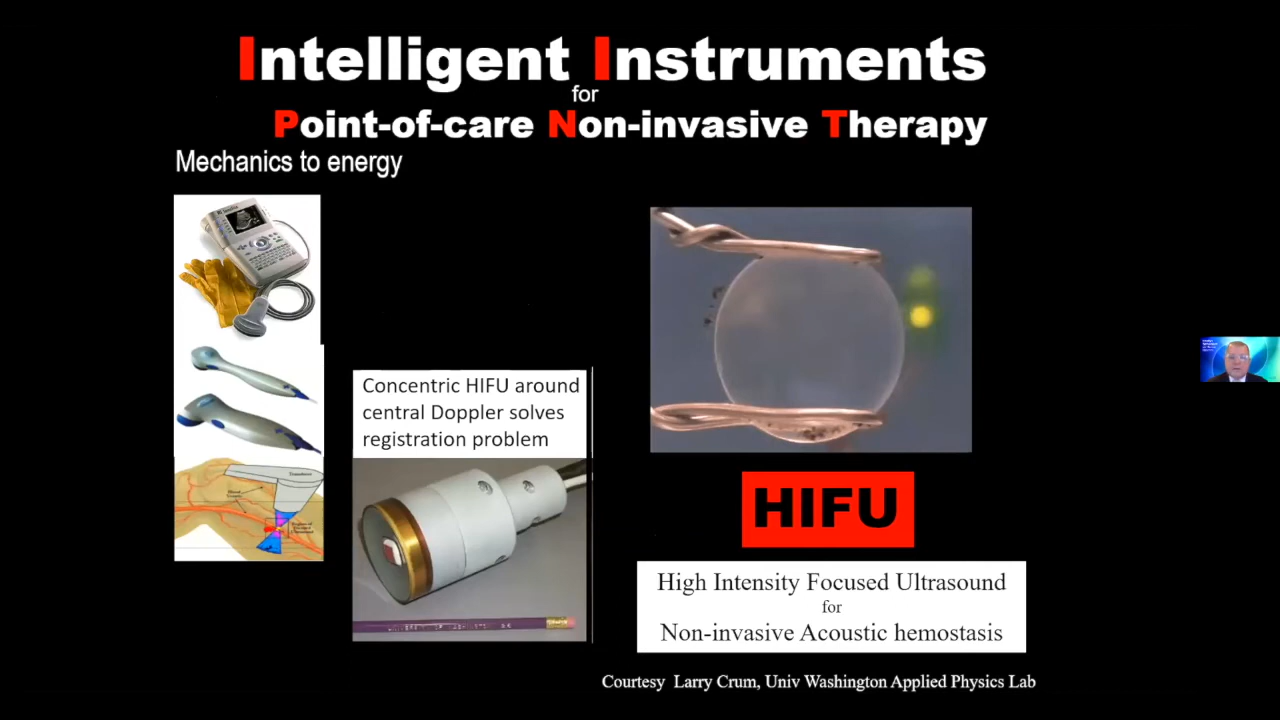 Intelligent Instruments
for
Point-of-care Non-invasive Therapy
Mechanics to energy
Concentric HIFU around
central Doppler solves
registration problem
HIFU
High Intensity Focused Ultrasound
for
Non-invasive Acoustic hemostasis
Courtesy Larry Crum, Univ Washington Applied Physics Lab